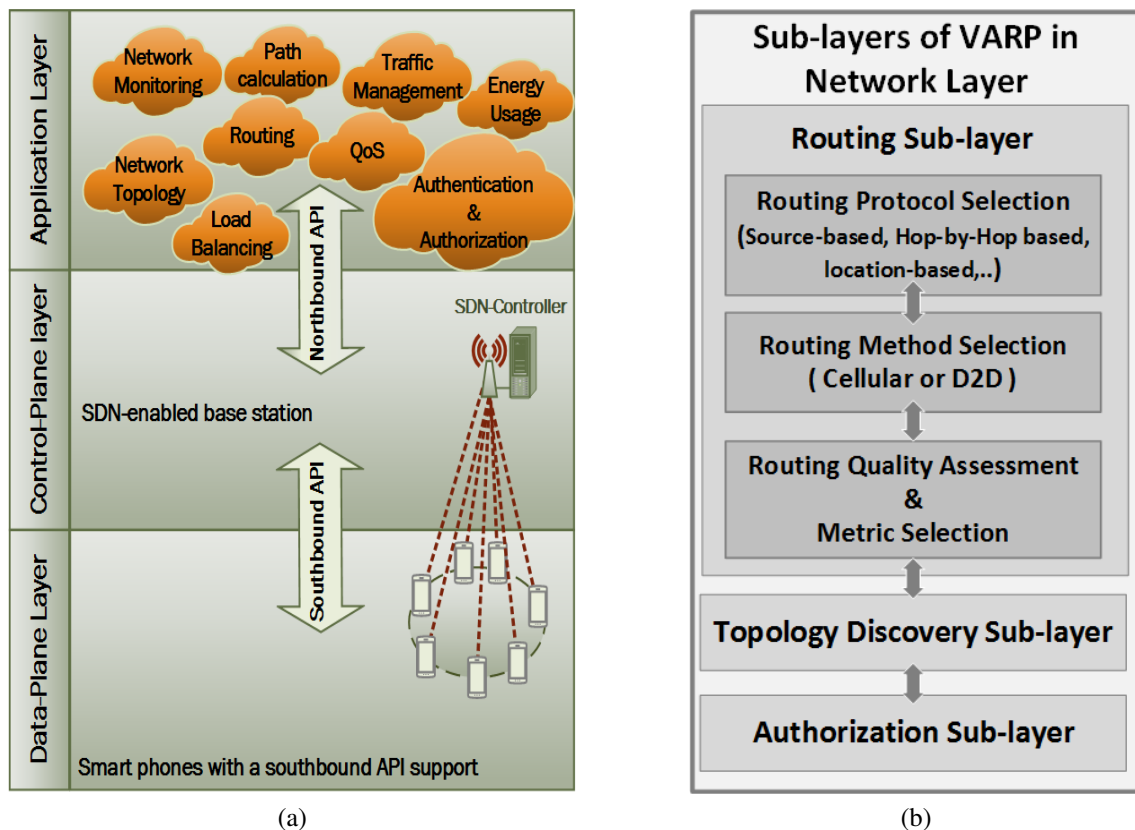 Application Layer
Network
Monitoring
Path
calculation
Traffic
Management
Energy
Usage
Routing
QoS
Network
Topology
Load
Balancing
Authentication
&
Authorization
Northbound API
Control-Plane layer
SDN-Controller
SDN-enabled base station
Southbound API
Data-Plane Layer
Smart phones with a southbound API support
(a)
Sub-layers of VARP in
Network Layer
Routing Sub-layer
Routing Protocol Selection
(Source-based, Hop-by-Hop based,
location-based,..)
Routing Method Selection
( Cellular or D2D )
Routing Quality Assessment
&
Metric Selection
Topology Discovery Sub-layer
Authorization Sub-layer
(b)